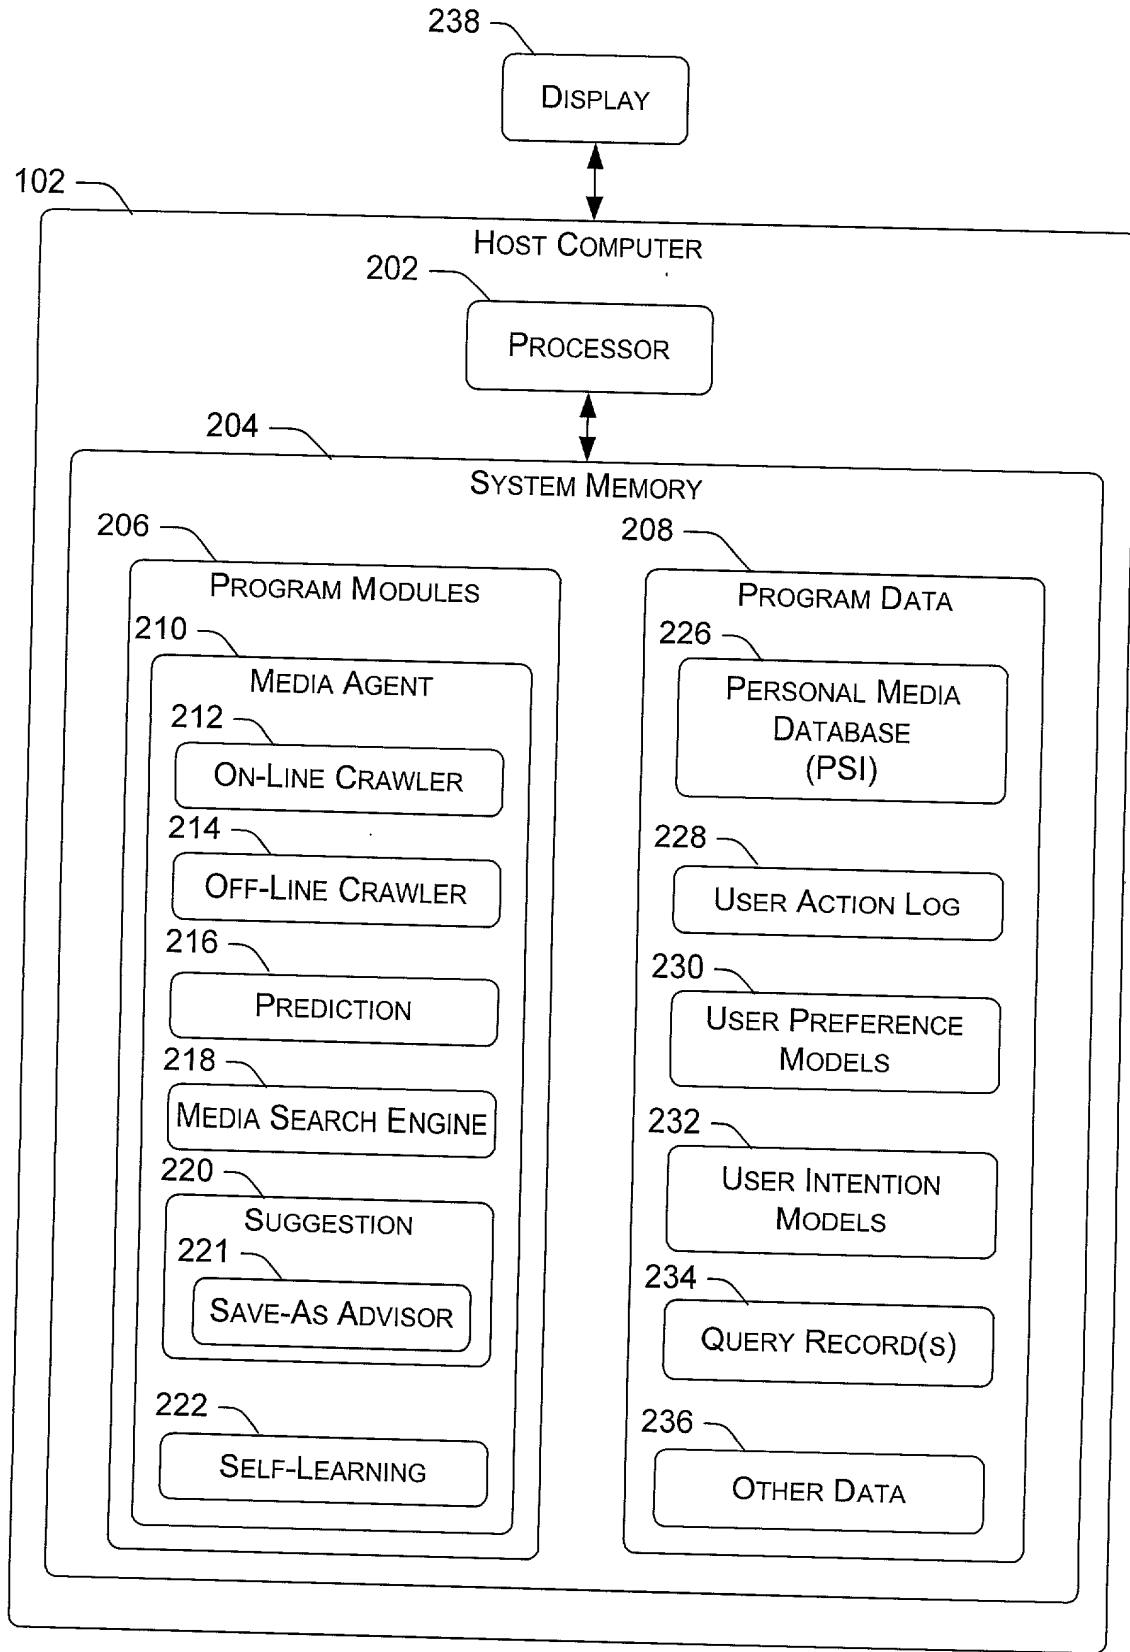 238
DISPLAY
102
HOST COMPUTER
202
PROCESSOR
204
SYSTEM MEMORY
206
PROGRAM MODULES
210
MEDIA AGENT
212
ON-LINE CRAWLER
214
OFF-LINE CRAWLER
216
PREDICTION
218
MEDIA SEARCH ENGINE
220
SUGGESTION
221
SAVE-AS ADVISOR
222
SELF-LEARNING
208
PROGRAM DATA
226
PERSONAL MEDIA
DATABASE
(PSI)
228
USER ACTION LOG
230
USER PREFERENCE
MODELS
232
USER INTENTION
MODELS
234
QUERY RECORD(S)
236
OTHER DATA